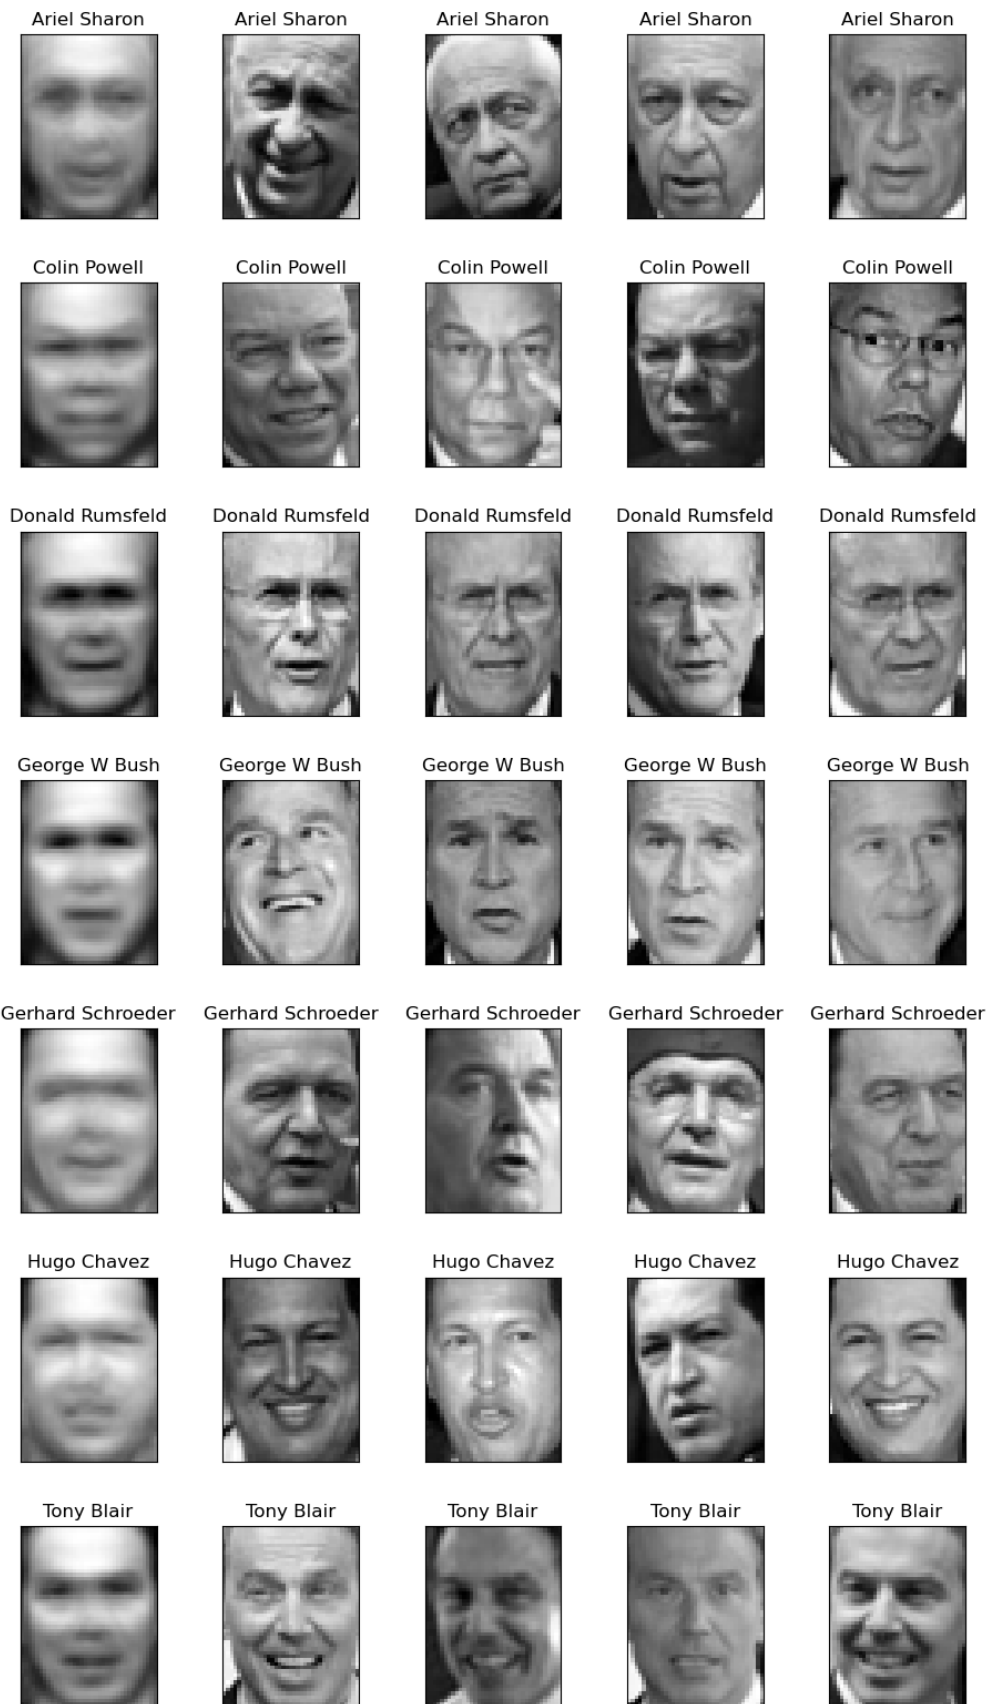 Ariel Sharon Ariel Sharon Ariel Sharon Ariel Sharon Ariel Sharon
Colin Powell Colin Powell Colin Powell Colin Powell Colin Powell
Donald Rumsfeld Donald Rumsfeld Donald Rumsfeld Donald Rumsfeld Donald Rumsfeld
George W Bush George W Bush George W Bush George W Bush George W Bush
Gerhard Schroeder Gerhard Schroeder Gerhard Schroeder Gerhard Schroeder Gerhard Schroeder
Hugo Chavez Hugo Chavez Hugo Chavez Hugo Chavez Hugo Chavez
Tony Blair Tony Blair Tony Blair Tony Blair Tony Blair